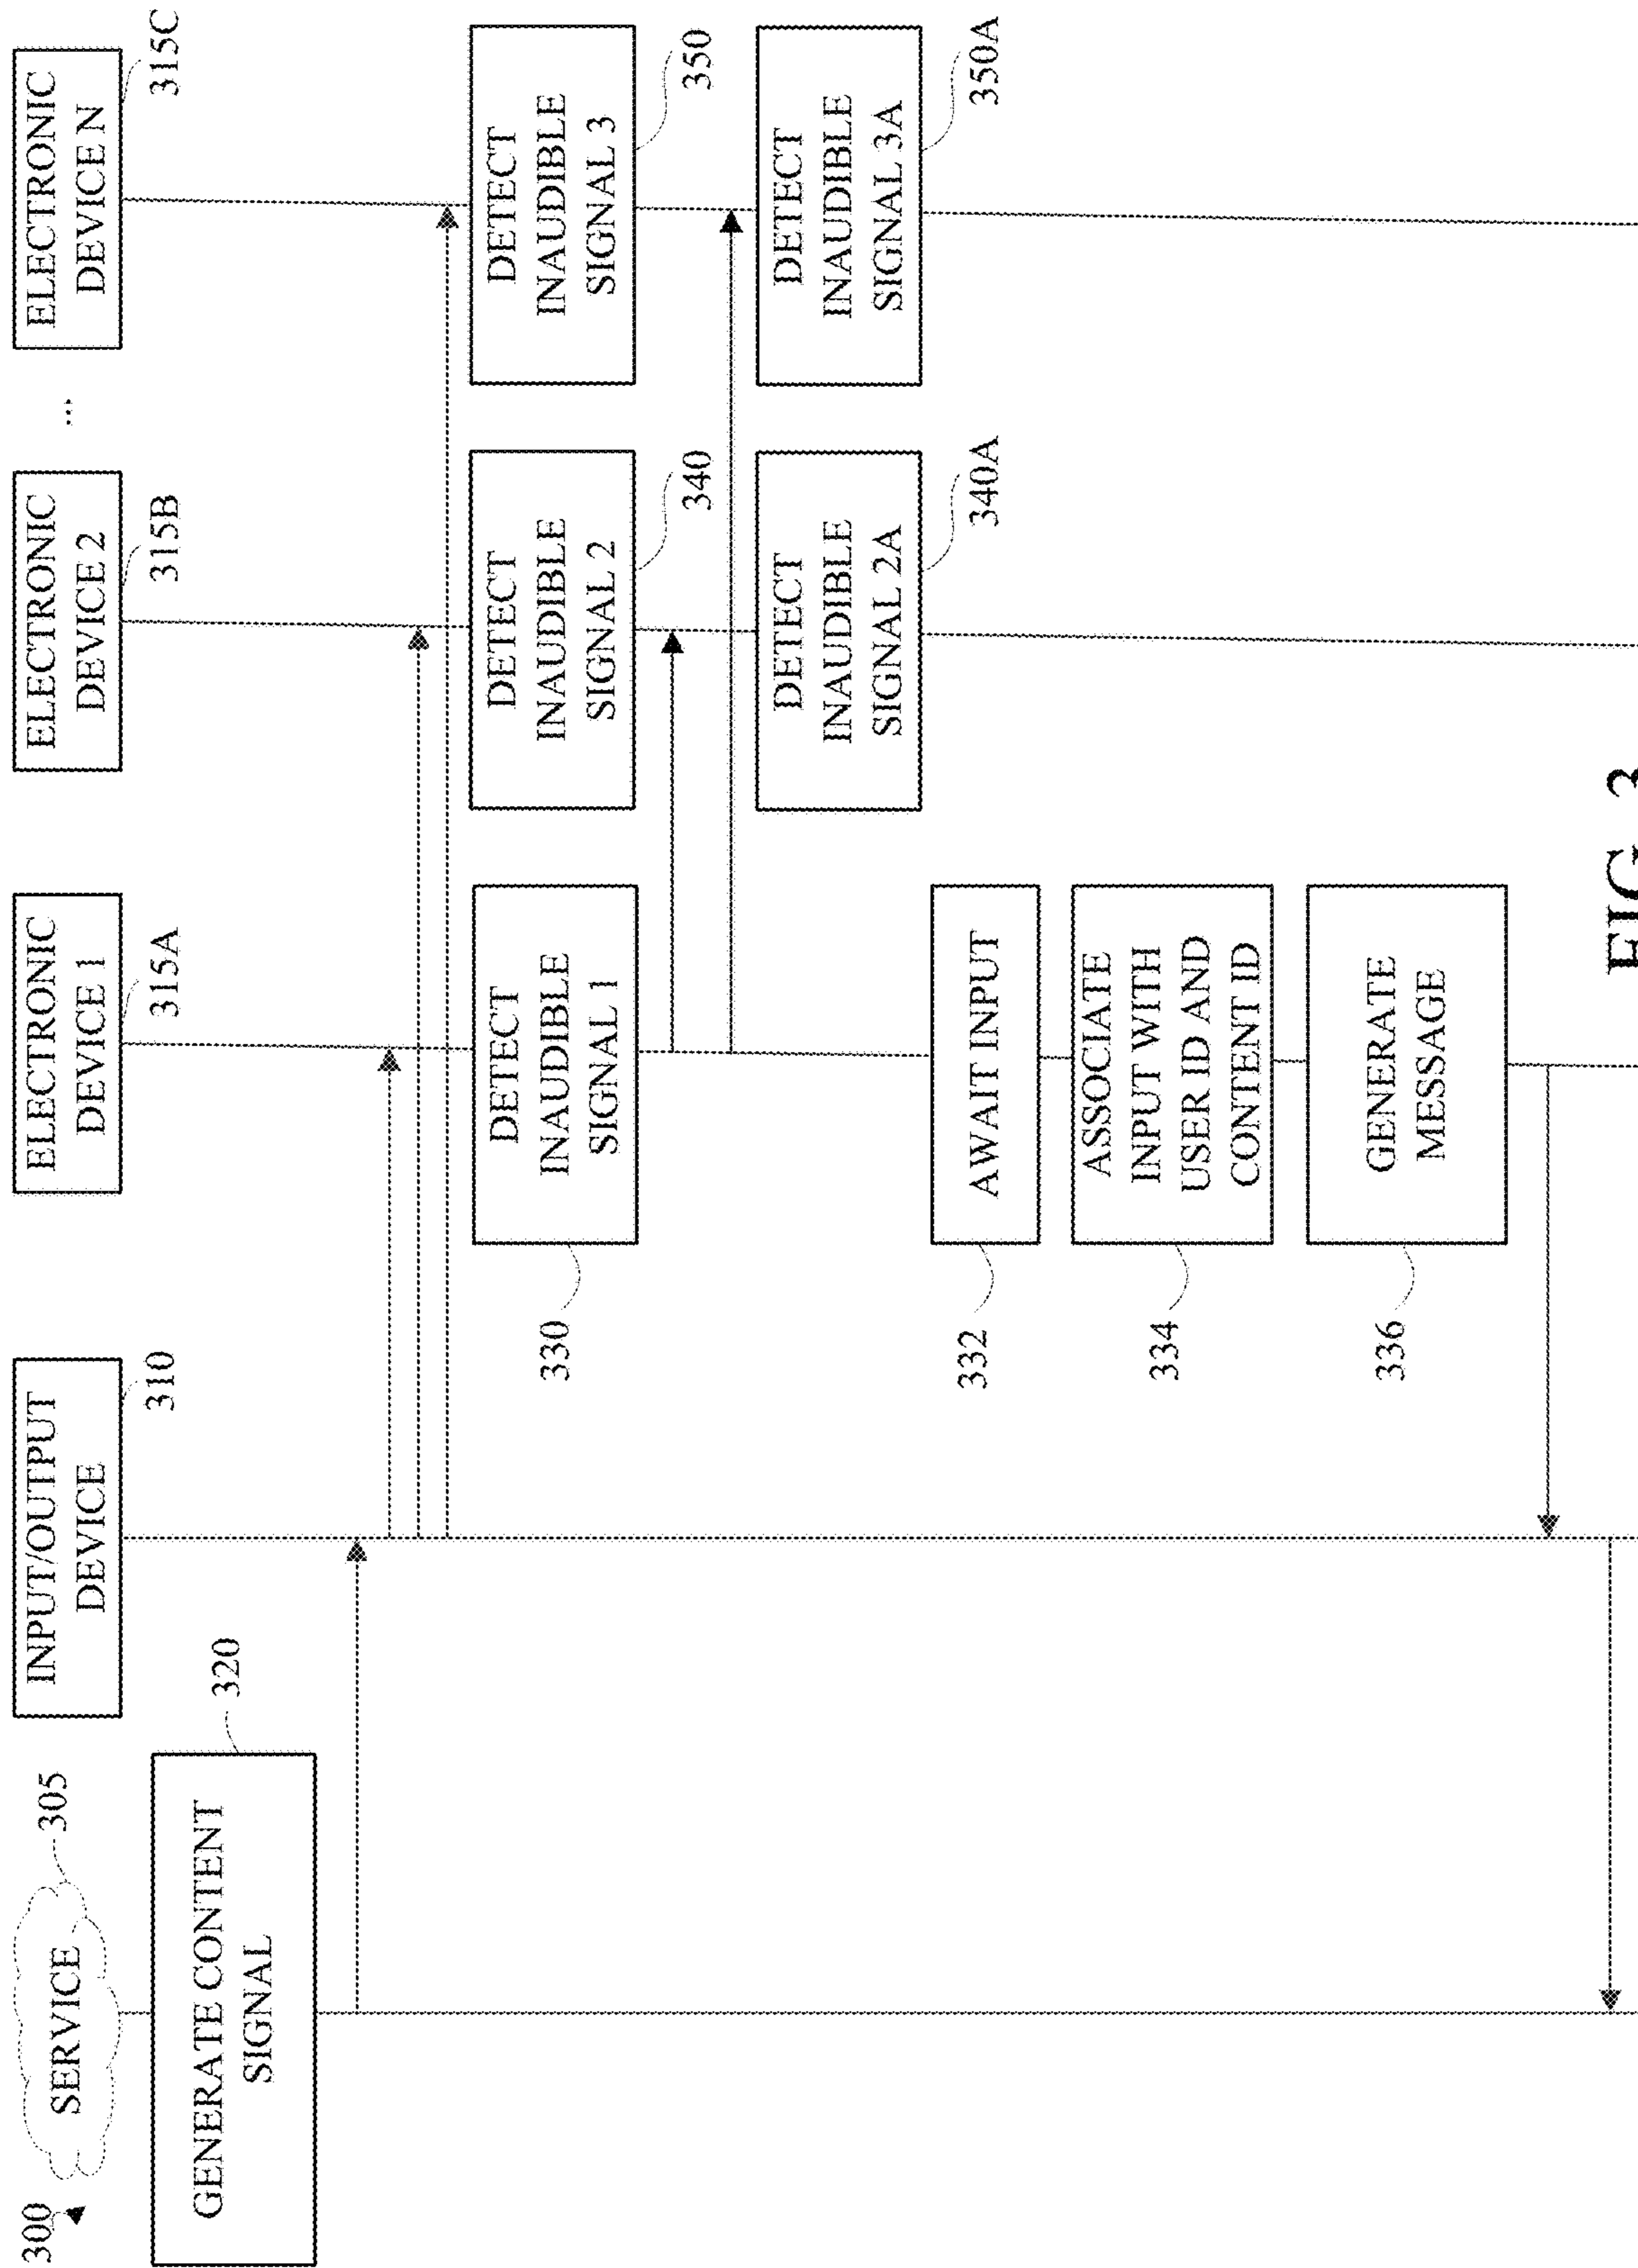 300
SERVICE
305
INPUT/OUTPUT
DEVICE
310
ELECTRONIC
DEVICE 1
315A
ELECTRONIC
DEVICE 2
315B
...
ELECTRONIC
DEVICE N
315C
GENERATE CONTENT
SIGNAL
320
DETECT
INAUDIBLE
SIGNAL 1
330
DETECT
INAUDIBLE
SIGNAL 2
340
DETECT
INAUDIBLE
SIGNAL 3
350
DETECT
INAUDIBLE
SIGNAL 2A
340A
DETECT
INAUDIBLE
SIGNAL 3A
350A
AWAIT INPUT
332
ASSOCIATE
INPUT WITH
USER ID AND
CONTENT ID
334
GENERATE
MESSAGE
336
FIG. 3